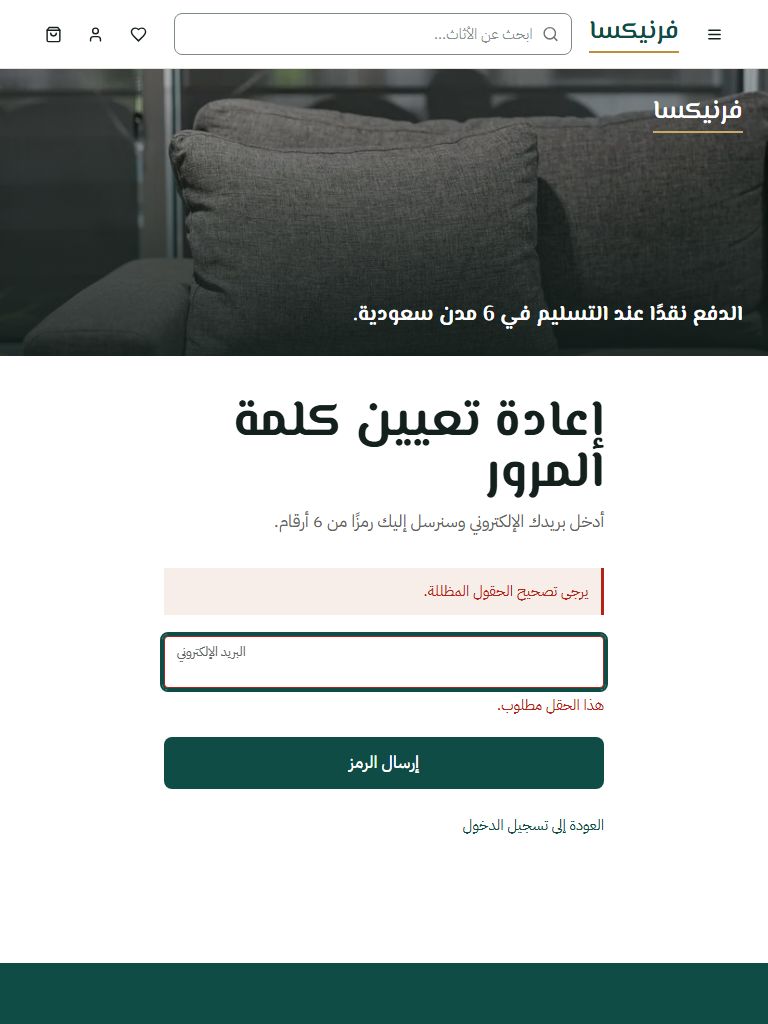 فرنيكسا
ابحث عن الأثاث...
فرنيكسا
الدفع نقدًا عند التسليم في 6 مدن سعودية.
إعادة تعيين كلمة
المرور
أدخل بريدك الإلكتروني وسنرسل إليك رمزًا من 6 أرقام.
يرجى تصحيح الحقول المظللة.
البريد الإلكتروني
هذا الحقل مطلوب.
إرسال الرمز
العودة إلى تسجيل الدخول